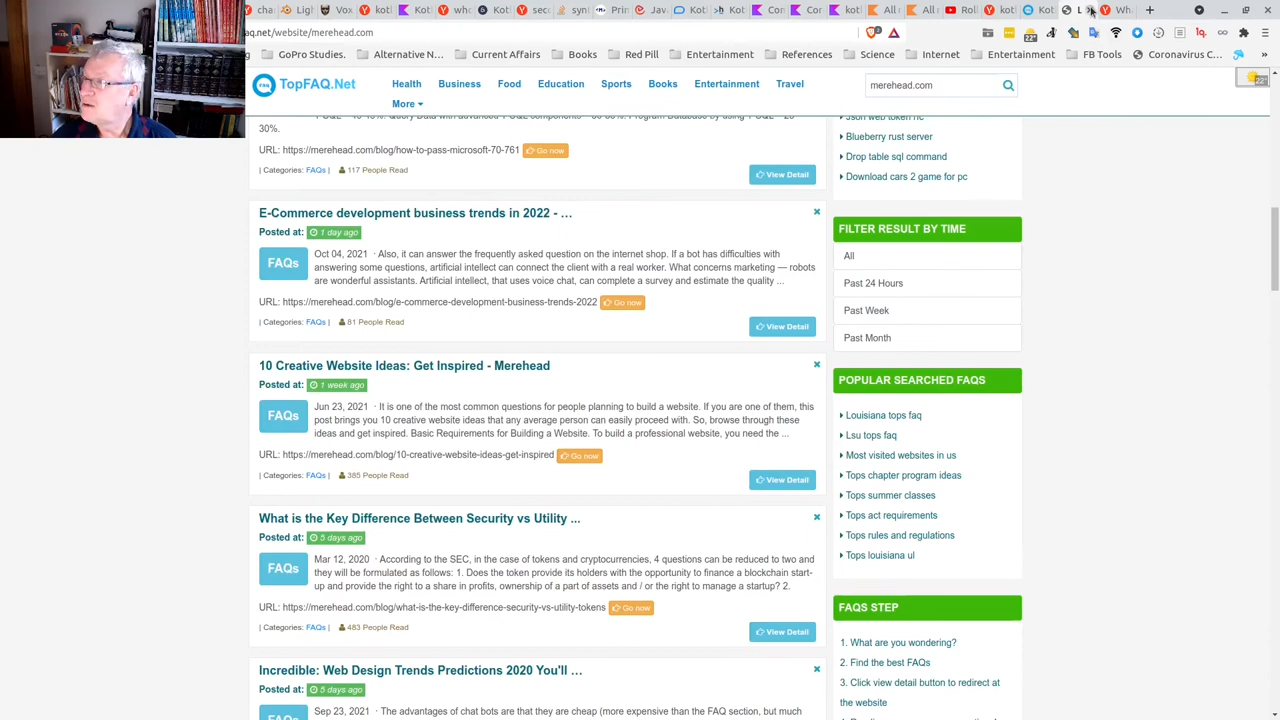 Kot
Kot
sec
sin
Prin
Cre
Rol
Kot
L
Wh
aq.net/website/merehead.com
2
GoPro Studies.
Alternative N...
Current Affairs
Books
Red Pill
Entertainment
References
Science
Internet
Entertainment
FB Tools
Coronavirus C...
FAQ
TopFAQ.Net
Health
Business
Food
Education
Sports
Books
Entertainment
Travel
merehead.com
22°
More
30%.
URL: https://merehead.com/blog/how-to-pass-microsoft-70-761 Go now
| Categories: FAQs | 117 People Read
View Detail
E-Commerce development business trends in 2022 - …
Posted at: 1 day ago
FAQs
Oct 04, 2021 · Also, it can answer the frequently asked question on the internet shop. If a bot has difficulties with
answering some questions, artificial intellect can connect the client with a real worker. What concerns marketing — robots
are wonderful assistants. Artificial intellect, that uses voice chat, can complete a survey and estimate the quality ...
URL: https://merehead.com/blog/e-commerce-development-business-trends-2022 Go now
| Categories: FAQs | 81 People Read
View Detail
10 Creative Website Ideas: Get Inspired - Merehead
Posted at: 1 week ago
FAQs
Jun 23, 2021 · It is one of the most common questions for people planning to build a website. If you are one of them, this
post brings you 10 creative website ideas that any average person can easily proceed with. So, browse through these
ideas and get inspired. Basic Requirements for Building a Website. To build a professional website, you need the ...
URL: https://merehead.com/blog/10-creative-website-ideas-get-inspired Go now
| Categories: FAQs | 385 People Read
View Detail
What is the Key Difference Between Security vs Utility ...
Posted at: 5 days ago
FAQs
Mar 12, 2020 · According to the SEC, in the case of tokens and cryptocurrencies, 4 questions can be reduced to two and
they will be formulated as follows: 1. Does the token provide its holders with the opportunity to finance a blockchain start-
up and provide the right to a share in profits, ownership of a part of assets and / or the right to manage a startup? 2.
URL: https://merehead.com/blog/what-is-the-key-difference-security-vs-utility-tokens Go now
| Categories: FAQs | 483 People Read
View Detail
Incredible: Web Design Trends Predictions 2020 You'll …
Posted at: 5 days ago
FAQs
Sep 23, 2021 · The advantages of chat bots are that they are cheap (more expensive than the FAQ section, but much
Json web token rfc
Blueberry rust server
Drop table sql command
Download cars 2 game for pc
FILTER RESULT BY TIME
All
Past 24 Hours
Past Week
Past Month
POPULAR SEARCHED FAQS
Louisiana tops faq
Lsu tops faq
Most visited websites in us
Tops chapter program ideas
Tops summer classes
Tops act requirements
Tops rules and regulations
Tops louisiana ul
FAQS STEP
1. What are you wondering?
2. Find the best FAQs
3. Click view detail button to redirect at
the website